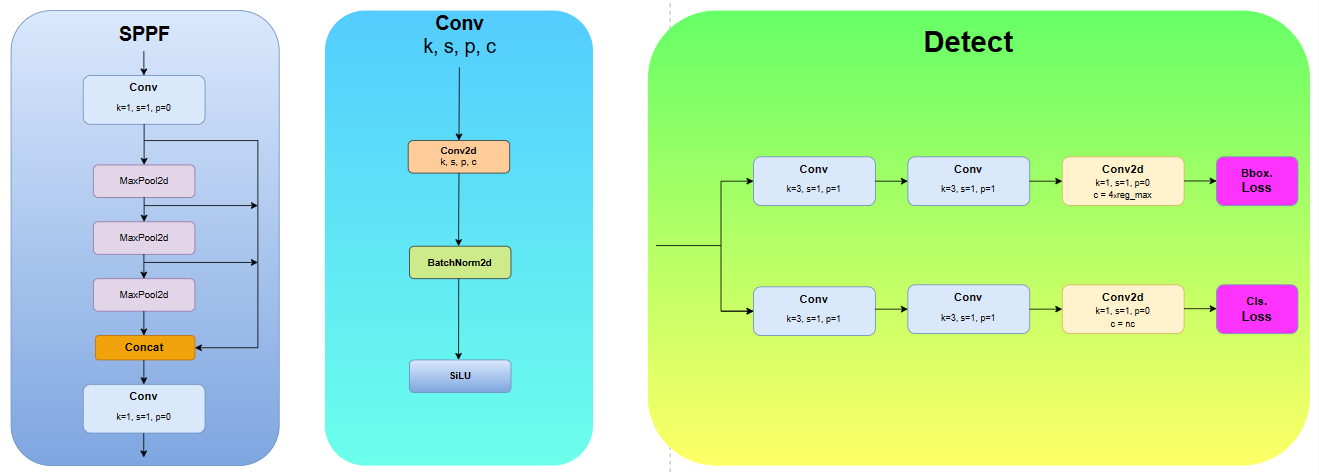 SPPF
Conv
k=1, s=1, p=0
MaxPool2d
MaxPool2d
MaxPool2d
Concat
Conv
k=1, s=1, p=0
Conv
k, s, p, c
Conv2d
k, s, p, c
BatchNorm2d
SiLU
Detect
Conv
k=3, s=1, p=1
Conv
k=3, s=1, p=1
Conv2d
k=1, s=1, p=0
c = 4xreg_max
Bbox.
Loss
Conv
k=3, s=1, p=1
Conv
k=3, s=1, p=1
Conv2d
k=1, s=1, p=0
c = nc
Cls.
Loss